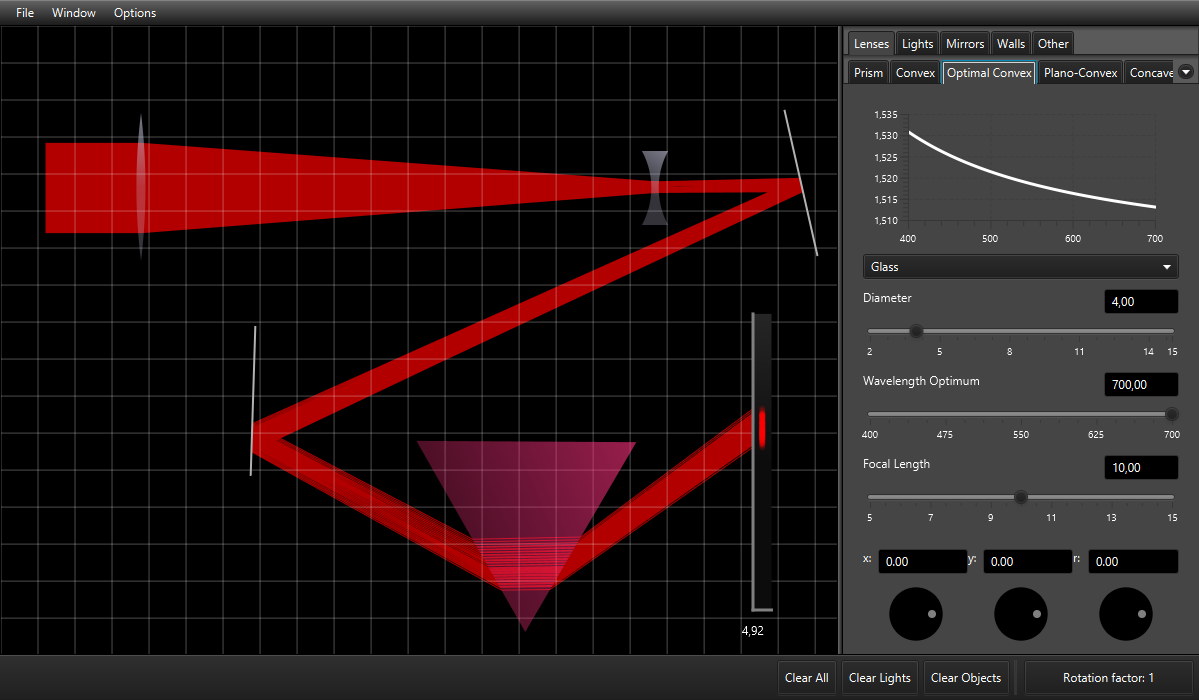 File Window Options
Lenses Lights Mirrors Walls Other
Prism Convex Optimal Convex Plano-Convex Concave
1,535
1,530
1,525
1,520
1,515
1,510
400 500 600 700
Glass
Diameter 4,00
2 5 8 11 14 15
Wavelength Optimum 700,00
400 475 550 625 700
Focal Length 10,00
5 7 9 11 13 15
x: 0.00 y: 0.00 r: 0.00
4,92
Clear All Clear Lights Clear Objects Rotation factor: 1